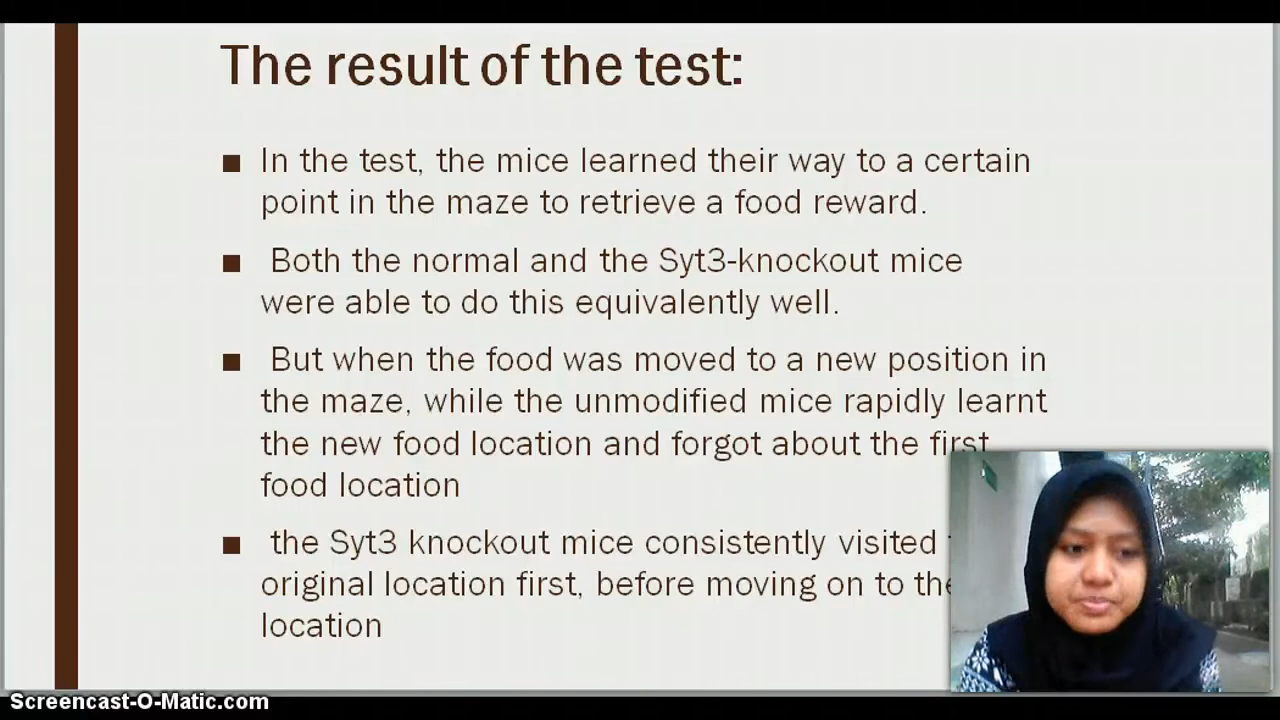 The result of the test:
■ In the test, the mice learned their way to a certain
point in the maze to retrieve a food reward.
■ Both the normal and the Syt3-knockout mice
were able to do this equivalently well.
■ But when the food was moved to a new position in
the maze, while the unmodified mice rapidly learnt
the new food location and forgot about the first
food location
■ the Syt3 knockout mice consistently visited
original location first, before moving on to the
location
Screencast-O-Matic.com